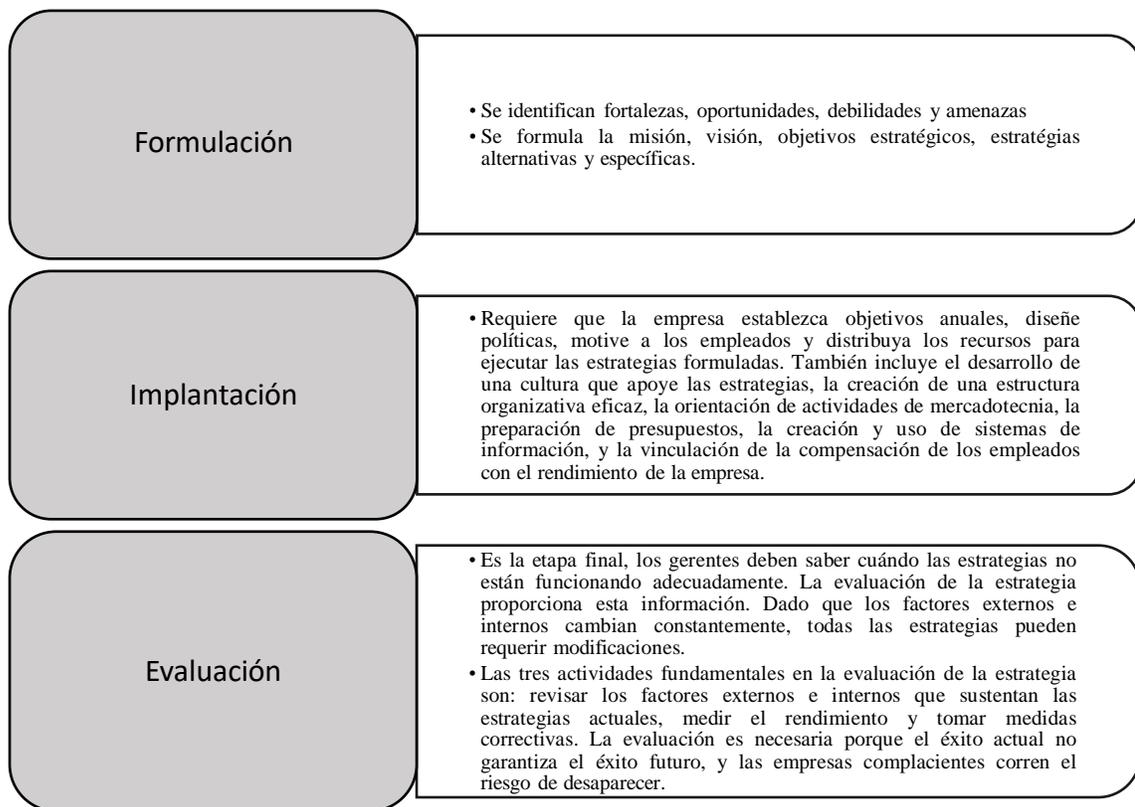 Formulación
• Se identifican fortalezas, oportunidades, debilidades y amenazas
• Se formula la misión, visión, objetivos estratégicos, estratégias
alternativas y específicas.
Implantación
• Requiere que la empresa establezca objetivos anuales, diseñe
políticas, motive a los empleados y distribuya los recursos para
ejecutar las estrategias formuladas. También incluye el desarrollo de
una cultura que apoye las estrategias, la creación de una estructura
organizativa eficaz, la orientación de actividades de mercadotecnia, la
preparación de presupuestos, la creación y uso de sistemas de
información, y la vinculación de la compensación de los empleados
con el rendimiento de la empresa.
Evaluación
• Es la etapa final, los gerentes deben saber cuándo las estrategias no
están funcionando adecuadamente. La evaluación de la estrategia
proporciona esta información. Dado que los factores externos e
internos cambian constantemente, todas las estrategias pueden
requerir modificaciones.
• Las tres actividades fundamentales en la evaluación de la estrategia
son: revisar los factores externos e internos que sustentan las
estrategias actuales, medir el rendimiento y tomar medidas
correctivas. La evaluación es necesaria porque el éxito actual no
garantiza el éxito futuro, y las empresas complacientes corren el
riesgo de desaparecer.